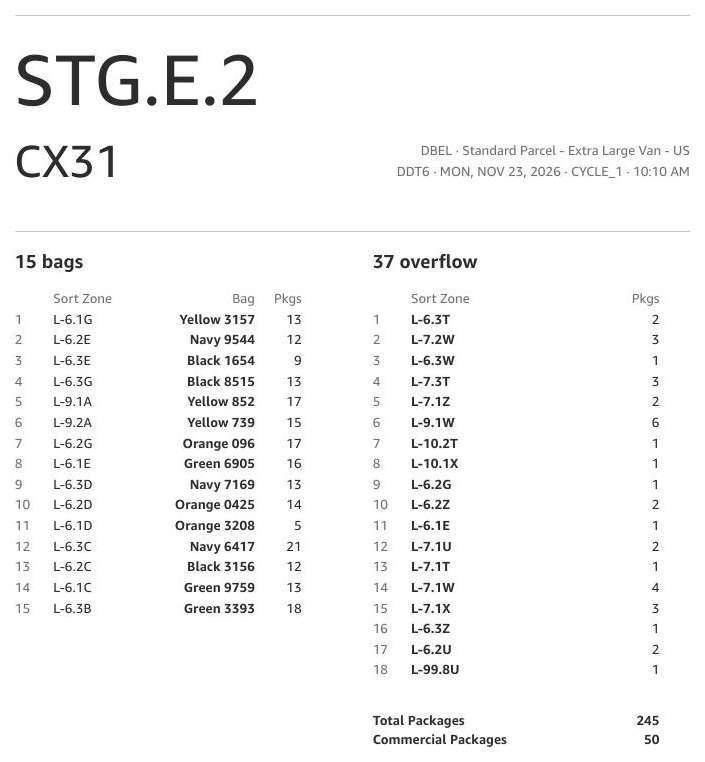 STG.E.2
CX31
DBEL · Standard Parcel - Extra Large Van - US
DDT6 · MON, NOV 23, 2026 · CYCLE_1 · 10:10 AM
15 bags
Sort Zone Bag Pkgs
1 L-6.1G Yellow 3157 13
2 L-6.2E Navy 9544 12
3 L-6.3E Black 1654 9
4 L-6.3G Black 8515 13
5 L-9.1A Yellow 852 17
6 L-9.2A Yellow 739 15
7 L-6.2G Orange 096 17
8 L-6.1E Green 6905 16
9 L-6.3D Navy 7169 13
10 L-6.2D Orange 0425 14
11 L-6.1D Orange 3208 5
12 L-6.3C Navy 6417 21
13 L-6.2C Black 3156 12
14 L-6.1C Green 9759 13
15 L-6.3B Green 3393 18
37 overflow
Sort Zone Pkgs
1 L-6.3T 2
2 L-7.2W 3
3 L-6.3W 1
4 L-7.3T 3
5 L-7.1Z 2
6 L-9.1W 6
7 L-10.2T 1
8 L-10.1X 1
9 L-6.2G 1
10 L-6.2Z 2
11 L-6.1E 1
12 L-7.1U 2
13 L-7.1T 1
14 L-7.1W 4
15 L-7.1X 3
16 L-6.3Z 1
17 L-6.2U 2
18 L-99.8U 1
Total Packages 245
Commercial Packages 50